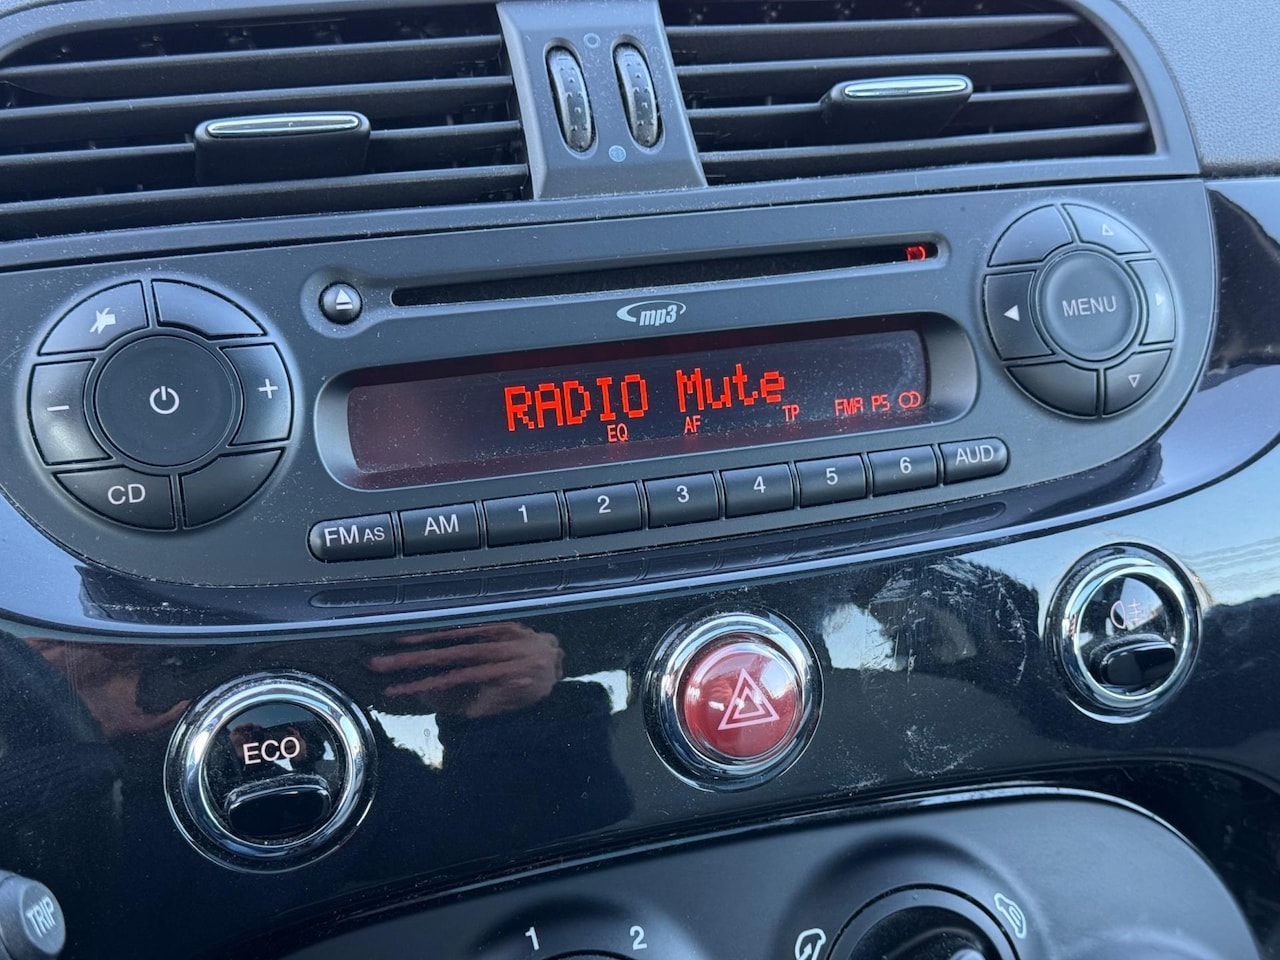 mp3
MENU
RADIO Mute
EQ AF TP FMA PS
+
-
CD
FM AS AM 1 2 3 4 5 6 AUD
ECO
TRIP
1 2